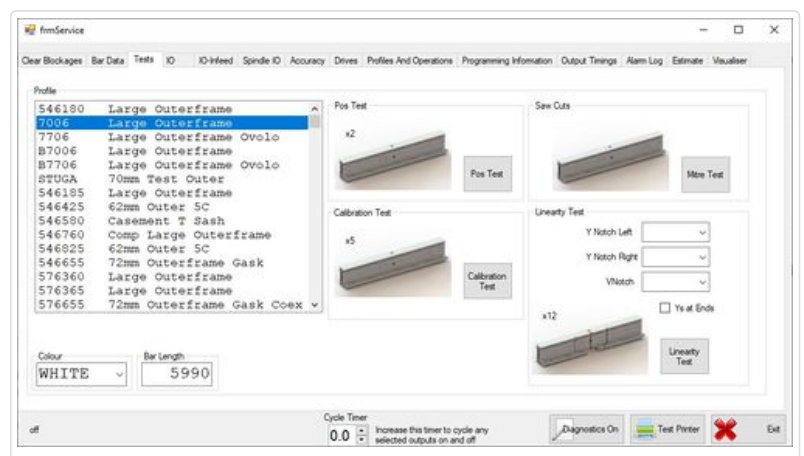 frmService
Clear Blockages Bar Data Tests IO IO-Infeed Spindle IO Accuracy Drives Profiles And Operations Programming Information Output Timings Alarm Log Estimate Visualiser
Profile
546180 Large Outerframe
7006 Large Outerframe
7706 Large Outerframe Ovolo
B7006 Large Outerframe
B7706 Large Outerframe Ovolo
STUGA 70mm Test Outer
546185 Large Outerframe
546425 62mm Outer 5C
546580 Casement T Sash
546760 Comp Large Outerframe
546825 62mm Outer 5C
546655 72mm Outerframe Gask
576360 Large Outerframe
576365 Large Outerframe
576655 72mm Outerframe Gask Coex
Colour
WHITE
Bar Length
5990
Pos Test
x2
Pos Test
Saw Cuts
Mitre Test
Calibration Test
x5
Calibration
Test
Linearity Test
Y Notch Left
Y Notch Right
VNotch
Ys at Ends
x12
Linearity
Test
off
Cycle Timer
0.0
Increase this timer to cycle any
selected outputs on and off
Diagnostics On
Test Printer
Exit